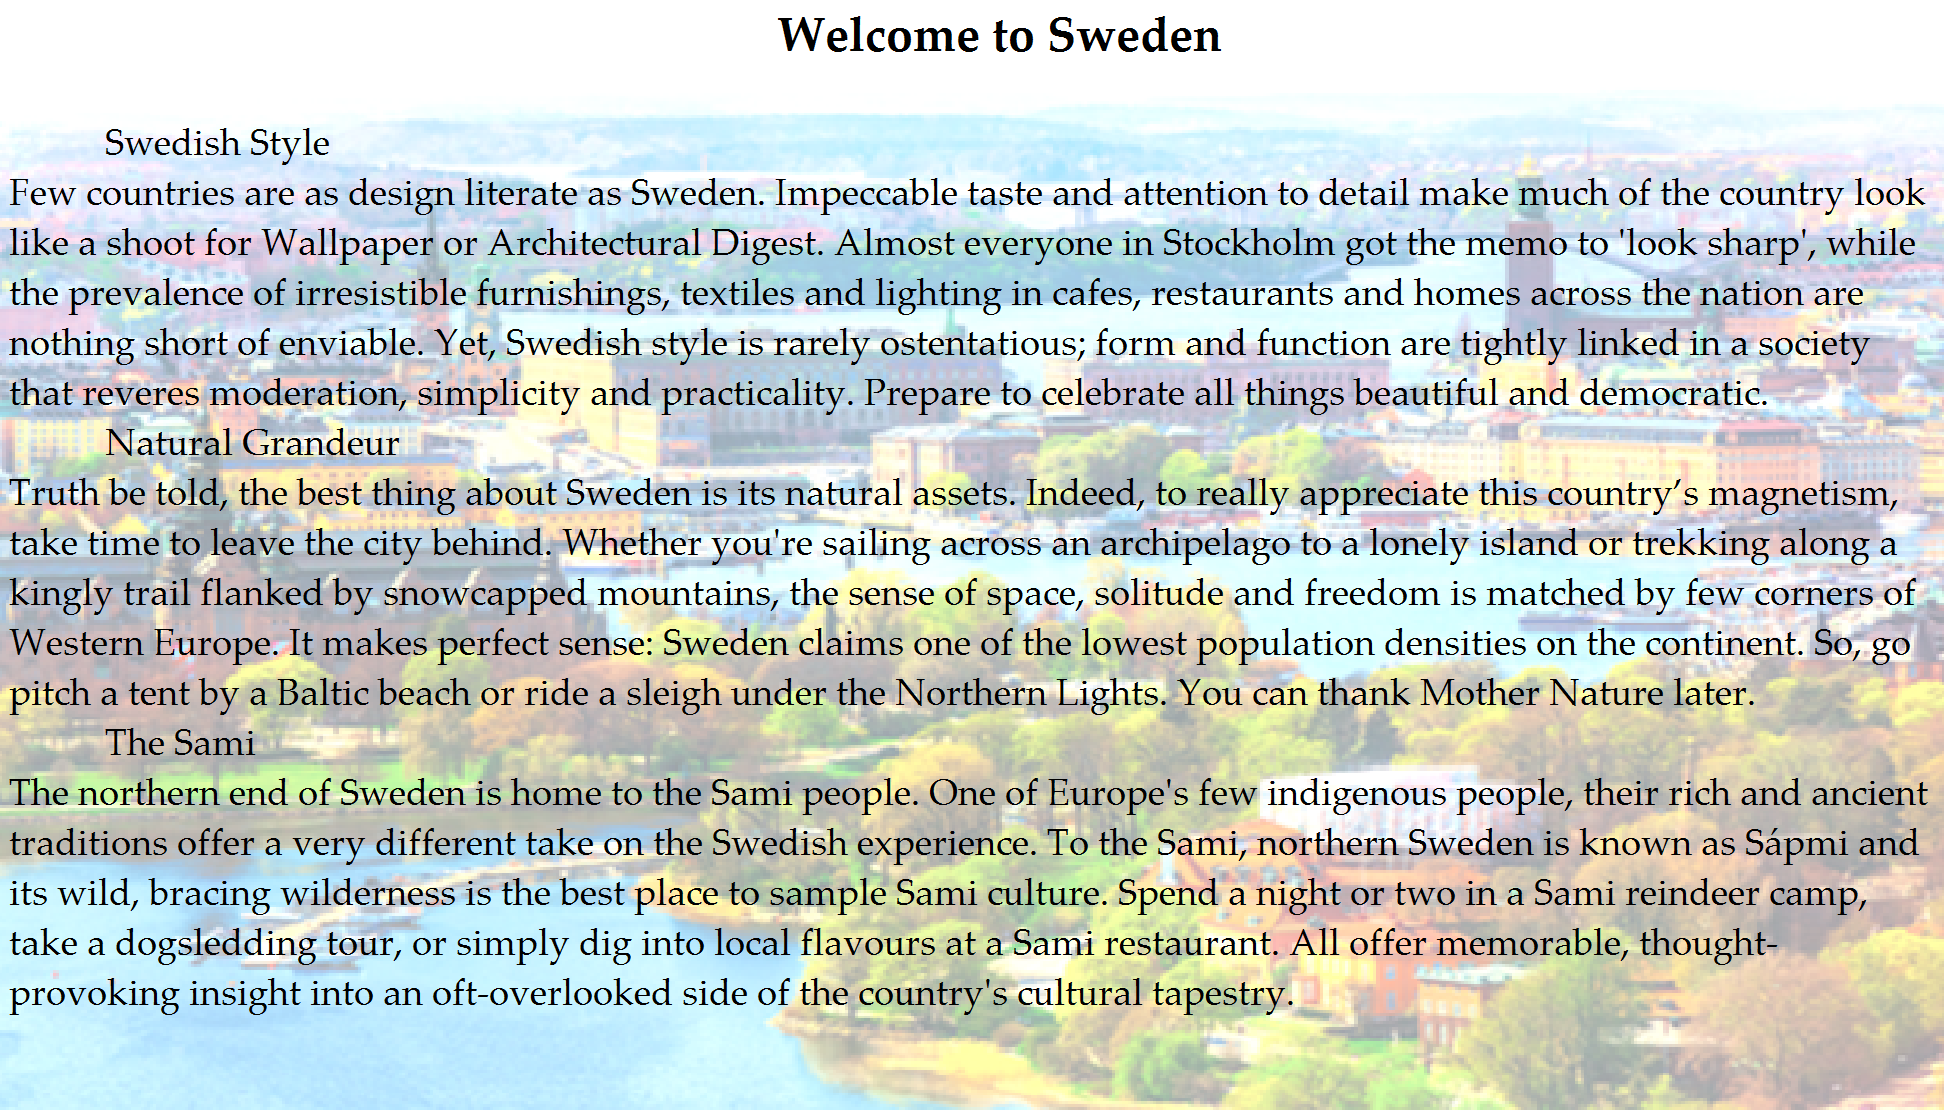 Welcome to Sweden
Swedish Style
Few countries are as design literate as Sweden. Impeccable taste and attention to detail make much of the country look
like a shoot for Wallpaper or Architectural Digest. Almost everyone in Stockholm got the memo to 'look sharp', while
the prevalence of irresistible furnishings, textiles and lighting in cafes, restaurants and homes across the nation are
nothing short of enviable. Yet, Swedish style is rarely ostentatious; form and function are tightly linked in a society
that reveres moderation, simplicity and practicality. Prepare to celebrate all things beautiful and democratic.
Natural Grandeur
Truth be told, the best thing about Sweden is its natural assets. Indeed, to really appreciate this country’s magnetism,
take time to leave the city behind. Whether you're sailing across an archipelago to a lonely island or trekking along a
kingly trail flanked by snowcapped mountains, the sense of space, solitude and freedom is matched by few corners of
Western Europe. It makes perfect sense: Sweden claims one of the lowest population densities on the continent. So, go
pitch a tent by a Baltic beach or ride a sleigh under the Northern Lights. You can thank Mother Nature later.
The Sami
The northern end of Sweden is home to the Sami people. One of Europe's few indigenous people, their rich and ancient
traditions offer a very different take on the Swedish experience. To the Sami, northern Sweden is known as Sápmi and
its wild, bracing wilderness is the best place to sample Sami culture. Spend a night or two in a Sami reindeer camp,
take a dogsledding tour, or simply dig into local flavours at a Sami restaurant. All offer memorable, thought-
provoking insight into an oft-overlooked side of the country's cultural tapestry.